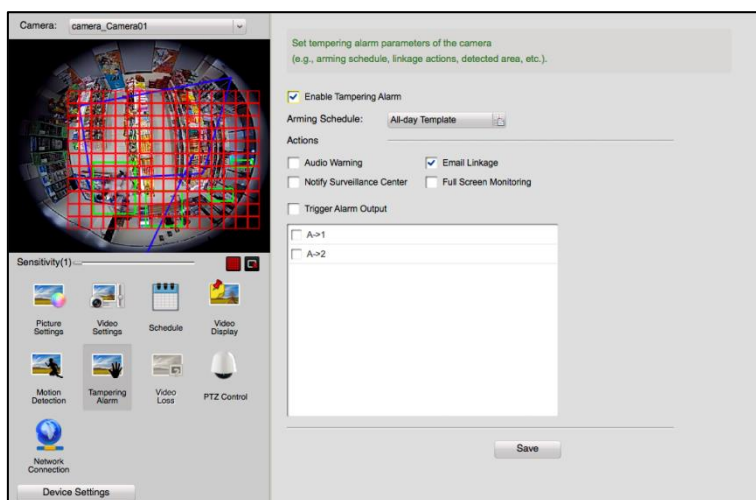 Camera: camera_Camera01
Sensitivity(1)
Picture
Settings
Video
Settings
Schedule
Video
Display
Motion
Detection
Tampering
Alarm
Video
Loss
PTZ Control
Network
Connection
Device Settings
Set tempering alarm parameters of the camera
(e.g., arming schedule, linkage actions, detected area, etc.).
Enable Tampering Alarm
Arming Schedule: All-day Template
Actions
Audio Warning
Email Linkage
Notify Surveillance Center
Full Screen Monitoring
Trigger Alarm Output
A->1
A->2
Save